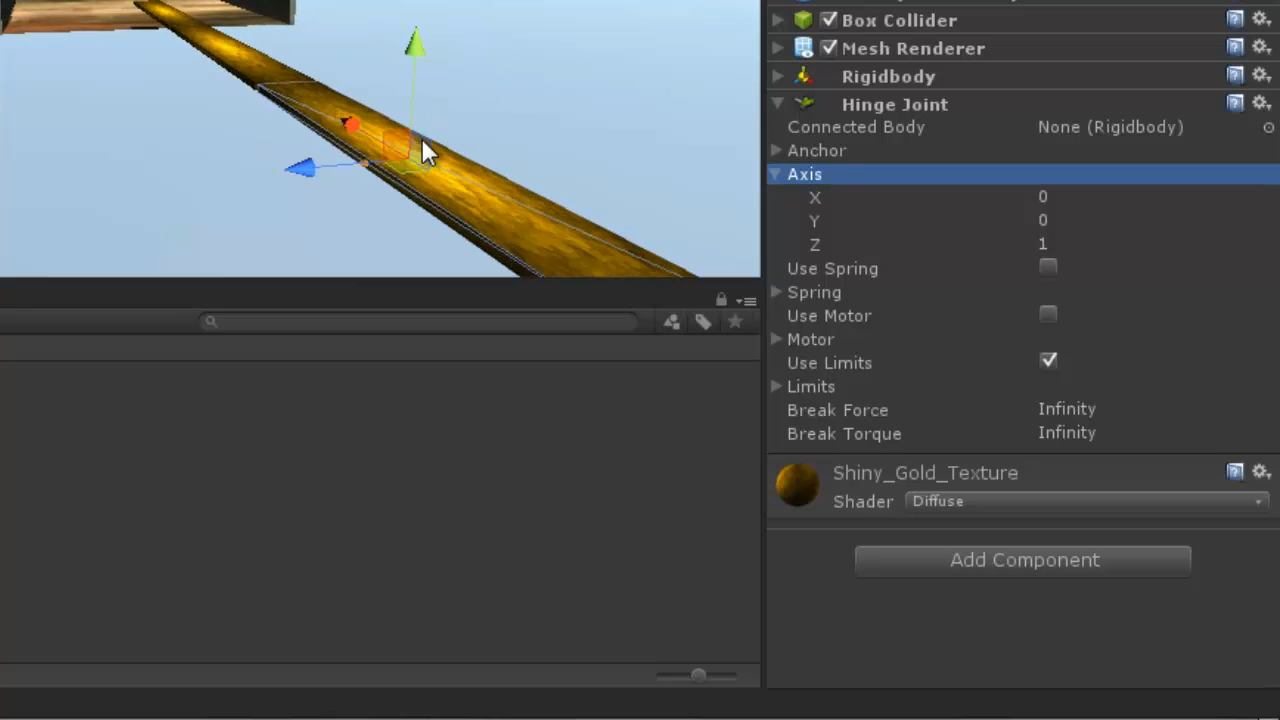 Box Collider
Mesh Renderer
Rigidbody
Hinge Joint
Connected Body None (Rigidbody)
Anchor
Axis
X 0
Y 0
Z 1
Use Spring
Spring
Use Motor
Motor
Use Limits
Limits
Break Force Infinity
Break Torque Infinity
Shiny_Gold_Texture
Shader Diffuse
Add Component